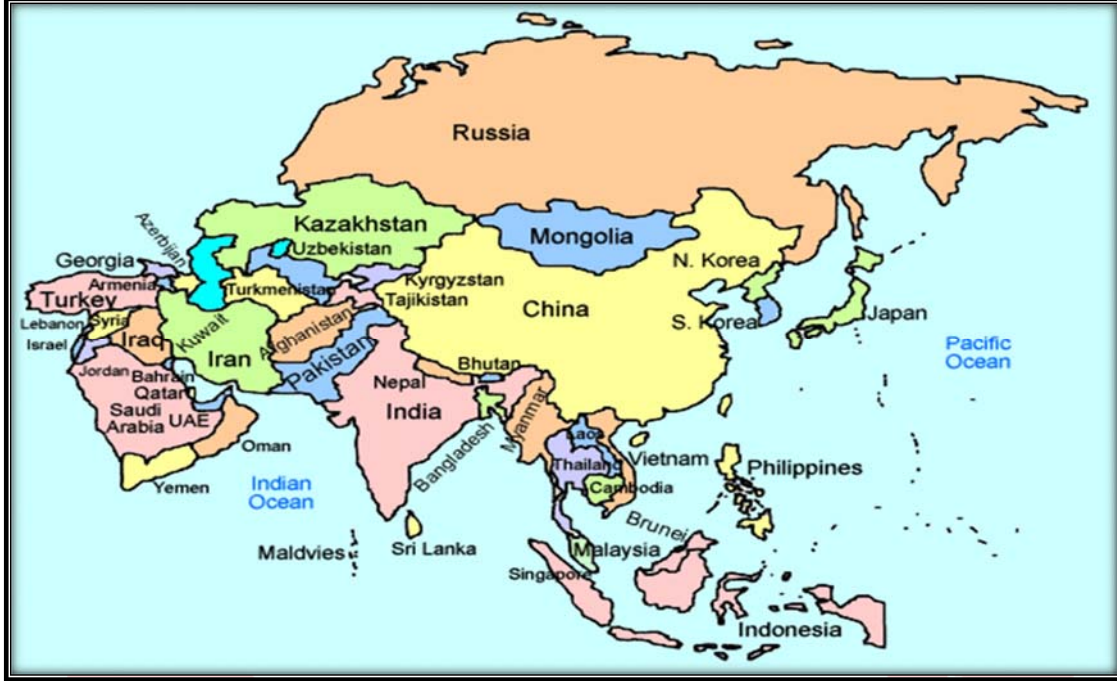 Russia
Kazakhstan
Mongolia
Azerbijan
Uzbekistan
Georgia
N. Korea
Armenia
Kyrgyzstan
Turkmenistan
Turkey
Tajikistan
China
Japan
Lebanon
Syria
S. Korea
Kuwait
Afghanistan
Israel
Iraq
Iran
Pacific
Ocean
Pakistan
Bhutan
Jordan
Bahrain
Nepal
Qatar
India
Saudi
Arabia
UAE
Myanmar
Laos
Oman
Bangladesh
Vietnam
Thailand
Philippines
Indian
Ocean
Yemen
Cambodia
Brunei
Maldvies
Sri Lanka
Malaysia
Singapore
Indonesia